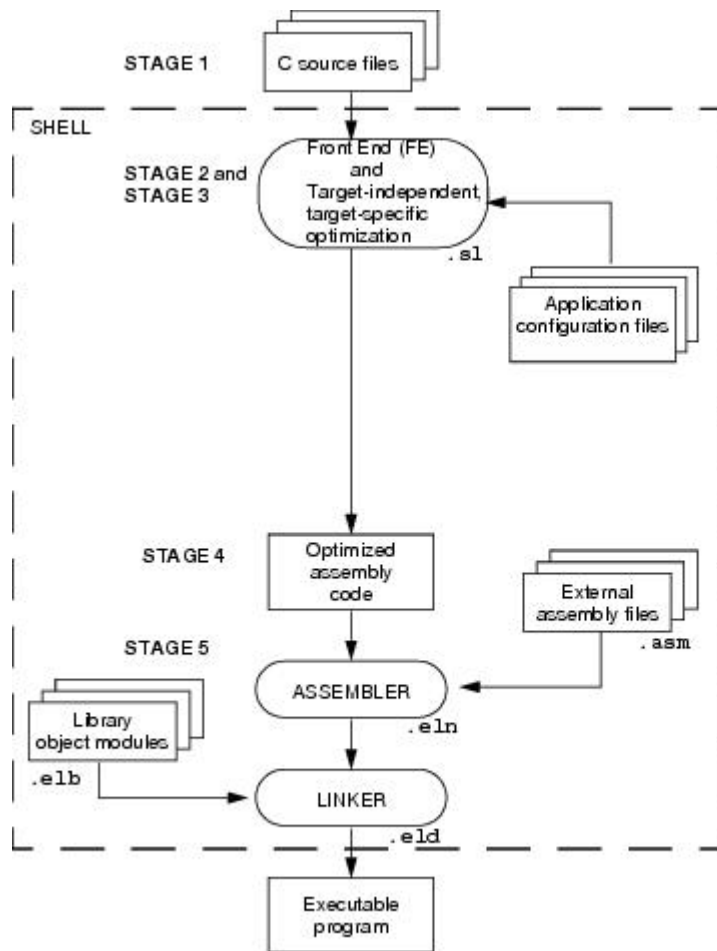 STAGE 1
C source files
SHELL
STAGE 2 and
STAGE 3
Front End (FE)
and
Target-independent,
target-specific
optimization
.sl
Application
configuration files
STAGE 4
Optimized
assembly
code
External
assembly files
.asm
STAGE 5
ASSEMBLER
.eln
Library
object modules
.elb
LINKER
.eld
Executable
program